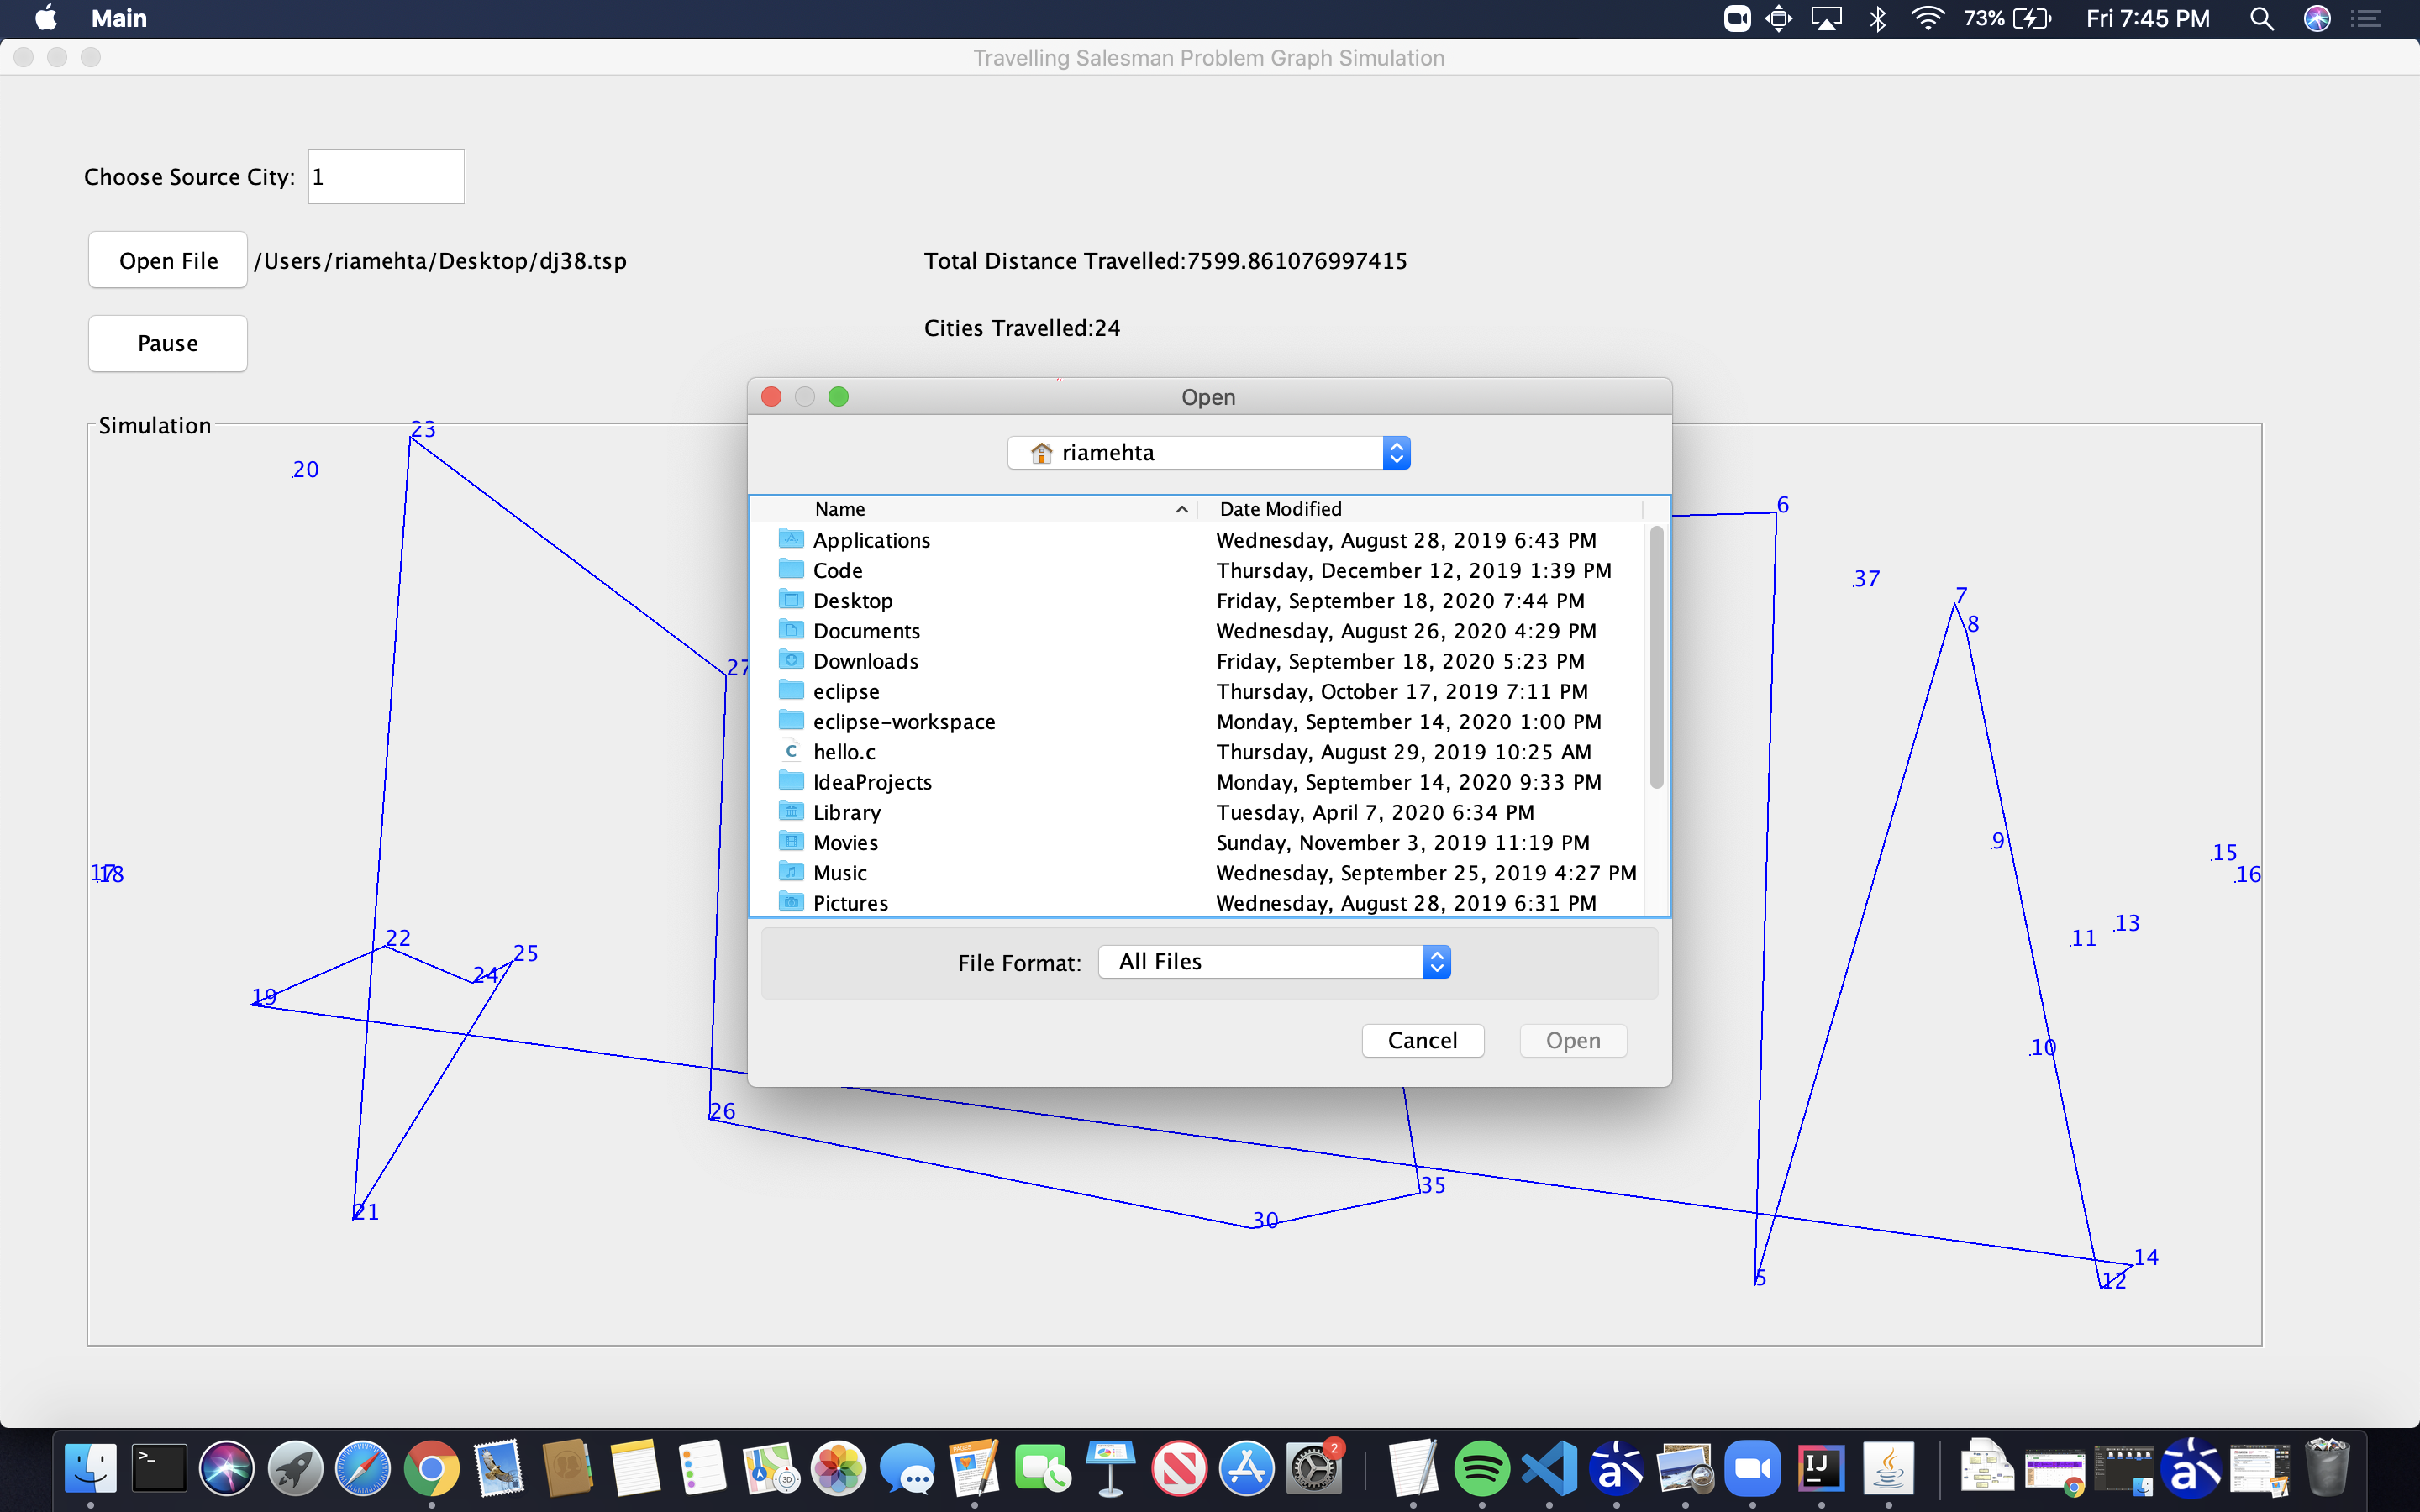 Main 73% Fri 7:45 PM
Travelling Salesman Problem Graph Simulation
Choose Source City: 1
Open File /Users/riamehta/Desktop/dj38.tsp Total Distance Travelled:7599.861076997415
Pause Cities Travelled:24
Open
riamehta
Name Date Modified
Applications Wednesday, August 28, 2019 6:43 PM
Code Thursday, December 12, 2019 1:39 PM
Desktop Friday, September 18, 2020 7:44 PM
Documents Wednesday, August 26, 2020 4:29 PM
Downloads Friday, September 18, 2020 5:23 PM
eclipse Thursday, October 17, 2019 7:11 PM
eclipse-workspace Monday, September 14, 2020 1:00 PM
C hello.c Thursday, August 29, 2019 10:25 AM
IdeaProjects Monday, September 14, 2020 9:33 PM
Library Tuesday, April 7, 2020 6:34 PM
Movies Sunday, November 3, 2019 11:19 PM
Music Wednesday, September 25, 2019 4:27 PM
Pictures Wednesday, August 28, 2019 6:31 PM
File Format: All Files
Cancel Open
Simulation
23
.20
6
.37
7
8
27
.9
.15
17
.18
.16
.13
22
.11
25
24
19
.10
26
35
21
30
14
5
12
>_
PAGES
3D
2
a
IJ
a